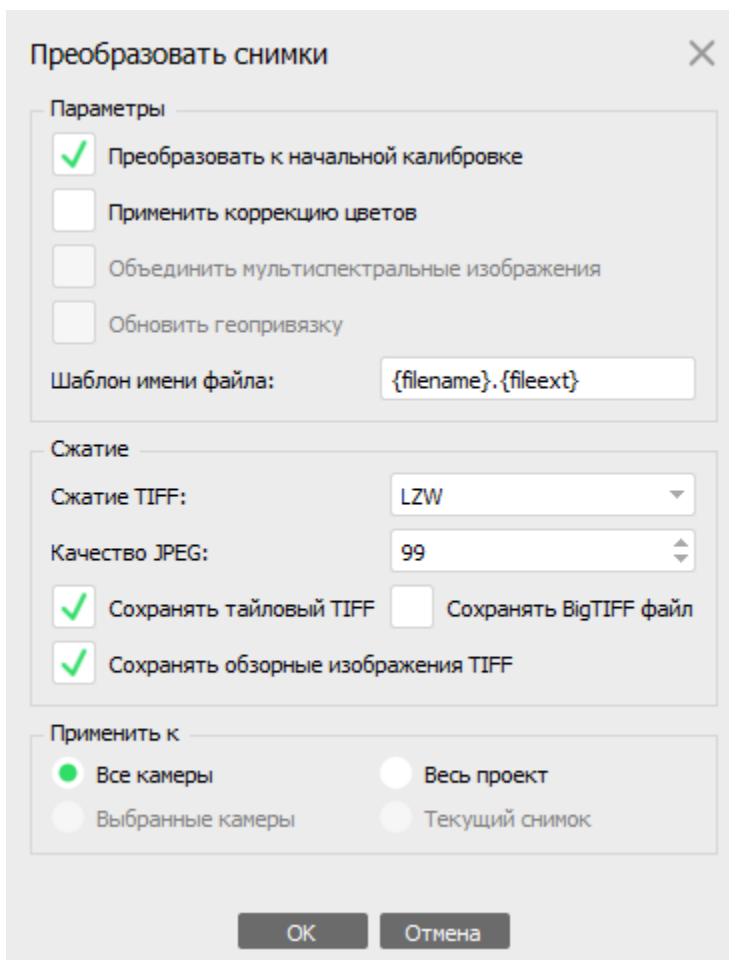 Преобразовать снимки
Параметры
Преобразовать к начальной калибровке
Применить коррекцию цветов
Объединить мультиспектральные изображения
Обновить геопривязку
Шаблон имени файла: {filename}.{fileext}
Сжатие
Сжатие TIFF: LZW
Качество JPEG: 99
Сохранять тайловый TIFF Сохранять BigTIFF файл
Сохранять обзорные изображения TIFF
Применить к
Все камеры Весь проект
Выбранные камеры Текущий снимок
OK Отмена